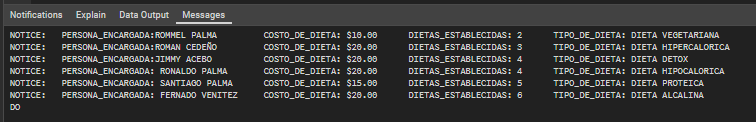 Notifications Explain Data Output Messages
NOTICE: PERSONA_ENCARGADA:ROMMEL PALMA COSTO_DE_DIETA: $10.00 DIETAS_ESTABLECIDAS: 2 TIPO_DE_DIETA: DIETA VEGETARIANA
NOTICE: PERSONA_ENCARGADA:ROMAN CEDEÑO COSTO_DE_DIETA: $20.00 DIETAS_ESTABLECIDAS: 3 TIPO_DE_DIETA: DIETA HIPERCALORICA
NOTICE: PERSONA_ENCARGADA:JIMMY ACEBO COSTO_DE_DIETA: $20.00 DIETAS_ESTABLECIDAS: 4 TIPO_DE_DIETA: DIETA DETOX
NOTICE: PERSONA_ENCARGADA: RONALDO PALMA COSTO_DE_DIETA: $20.00 DIETAS_ESTABLECIDAS: 4 TIPO_DE_DIETA: DIETA HIPOCALORICA
NOTICE: PERSONA_ENCARGADA: SANTIAGO PALMA COSTO_DE_DIETA: $15.00 DIETAS_ESTABLECIDAS: 5 TIPO_DE_DIETA: DIETA PROTEICA
NOTICE: PERSONA_ENCARGADA: FERNADO VENITEZ COSTO_DE_DIETA: $20.00 DIETAS_ESTABLECIDAS: 6 TIPO_DE_DIETA: DIETA ALCALINA
DO